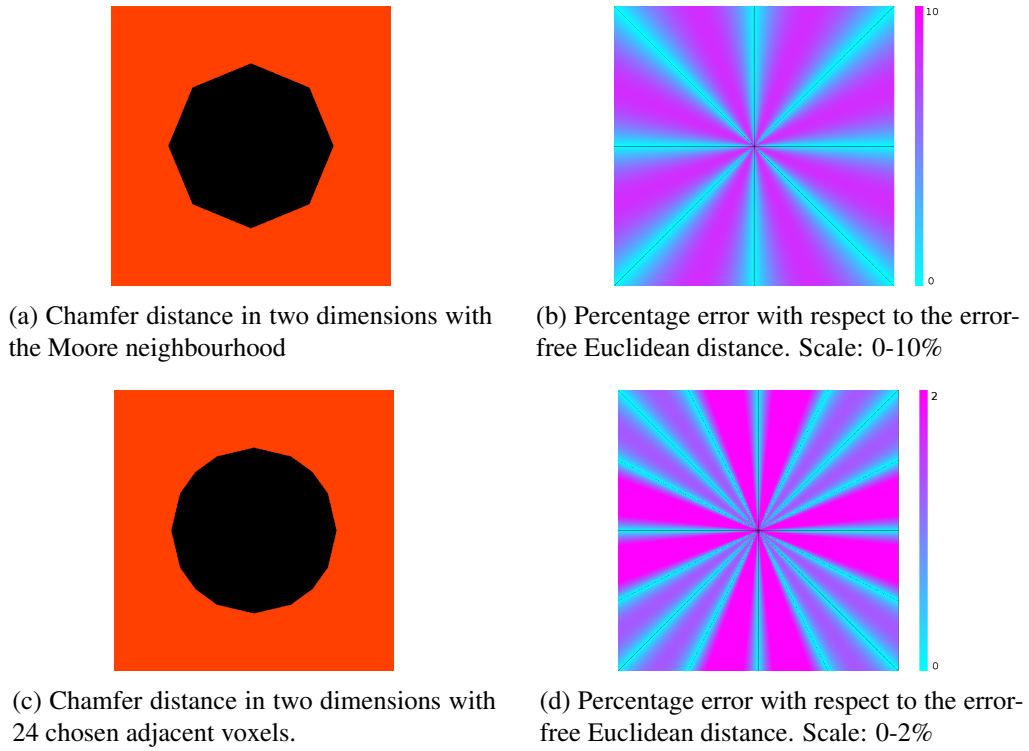 10
0
(a) Chamfer distance in two dimensions with
the Moore neighbourhood
(b) Percentage error with respect to the error-
free Euclidean distance. Scale: 0-10%
2
0
(c) Chamfer distance in two dimensions with
24 chosen adjacent voxels.
(d) Percentage error with respect to the error-
free Euclidean distance. Scale: 0-2%